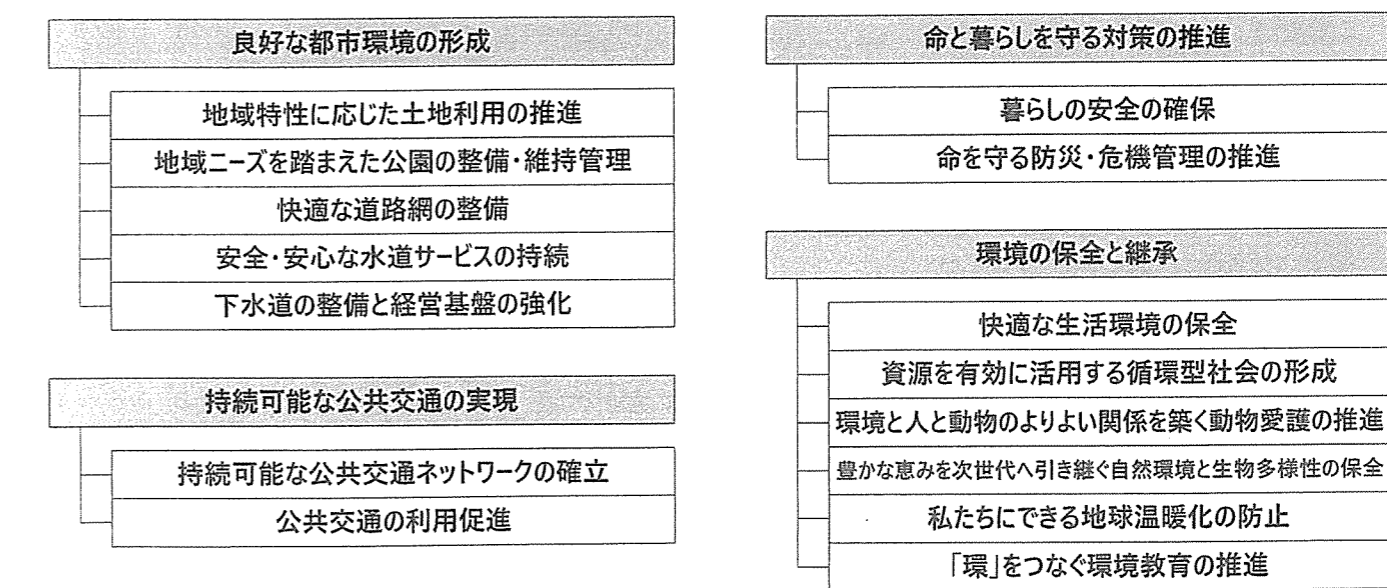 良好な都市環境の形成
地域特性に応じた土地利用の推進
地域ニーズを踏まえた公園の整備・維持管理
快適な道路網の整備
安全・安心な水道サービスの持続
下水道の整備と経営基盤の強化
持続可能な公共交通の実現
持続可能な公共交通ネットワークの確立
公共交通の利用促進
命と暮らしを守る対策の推進
暮らしの安全の確保
命を守る防災・危機管理の推進
環境の保全と継承
快適な生活環境の保全
資源を有効に活用する循環型社会の形成
環境と人と動物のよりよい関係を築く動物愛護の推進
豊かな恵みを次世代へ引き継ぐ自然環境と生物多様性の保全
私たちにできる地球温暖化の防止
「環」をつなぐ環境教育の推進